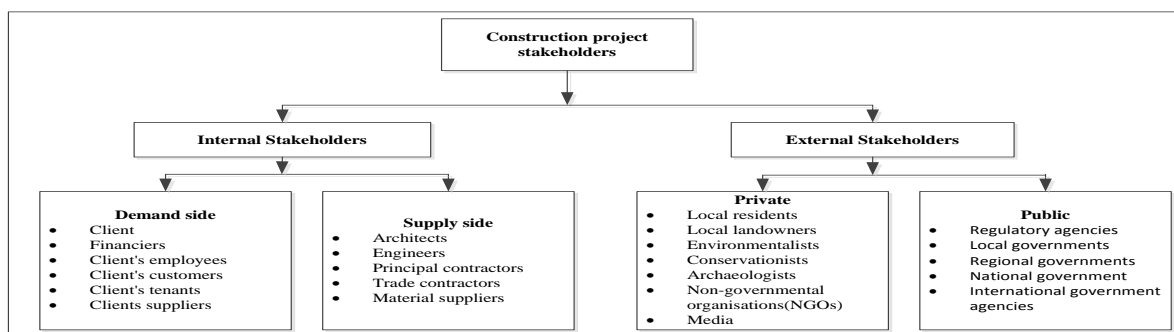 Construction project
stakeholders
Internal Stakeholders
External Stakeholders
Demand side
• Client
• Financiers
• Client's employees
• Client's customers
• Client's tenants
• Clients suppliers
Supply side
• Architects
• Engineers
• Principal contractors
• Trade contractors
• Material suppliers
Private
• Local residents
• Local landowners
• Environmentalists
• Conservationists
• Archaeologists
• Non-governmental
organisations(NGOs)
• Media
Public
• Regulatory agencies
• Local governments
• Regional governments
• National government
• International government
agencies